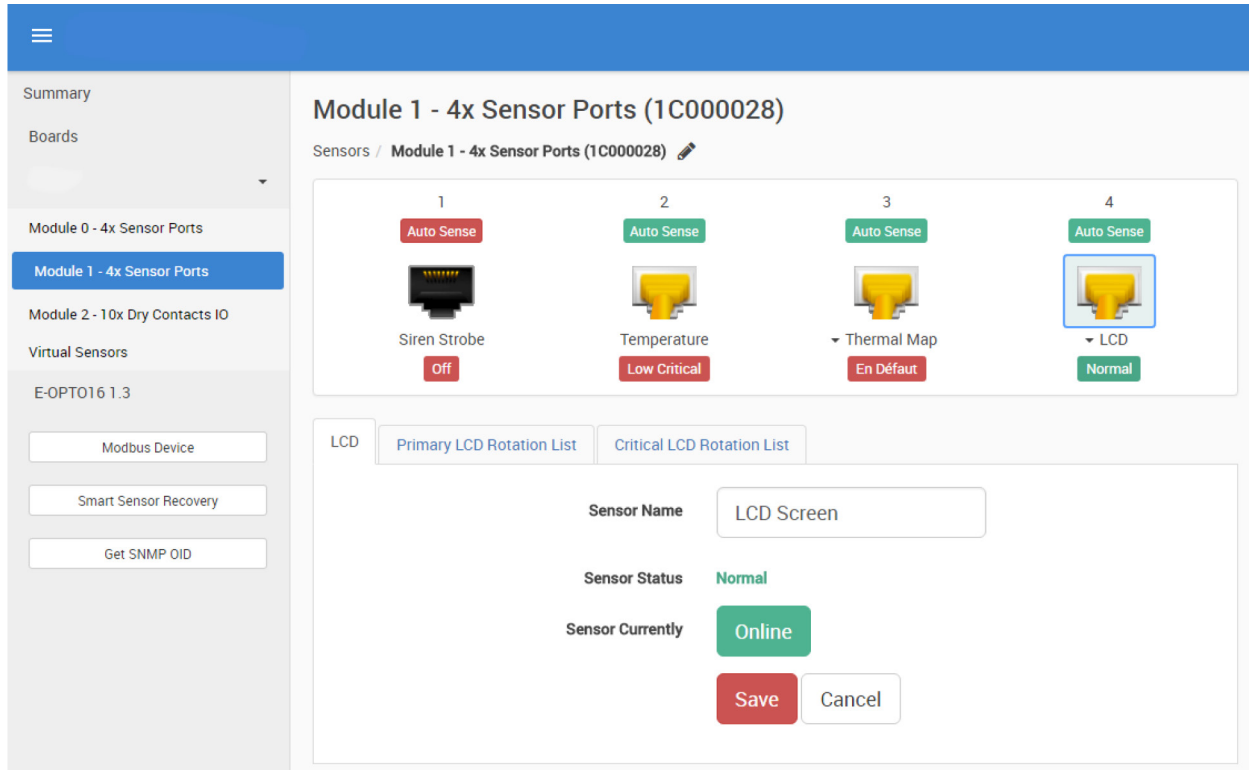 Summary
Boards
Module 0 - 4x Sensor Ports
Module 1 - 4x Sensor Ports
Module 2 - 10x Dry Contacts IO
Virtual Sensors
E-OPTO16 1.3
Modbus Device
Smart Sensor Recovery
Get SNMP OID
Module 1 - 4x Sensor Ports (1C000028)
Sensors / Module 1 - 4x Sensor Ports (1C000028)
1 2 3 4
Auto Sense Auto Sense Auto Sense Auto Sense
Siren Strobe Temperature Thermal Map LCD
Off Low Critical En Défaut Normal
LCD Primary LCD Rotation List Critical LCD Rotation List
Sensor Name LCD Screen
Sensor Status Normal
Sensor Currently Online
Save Cancel